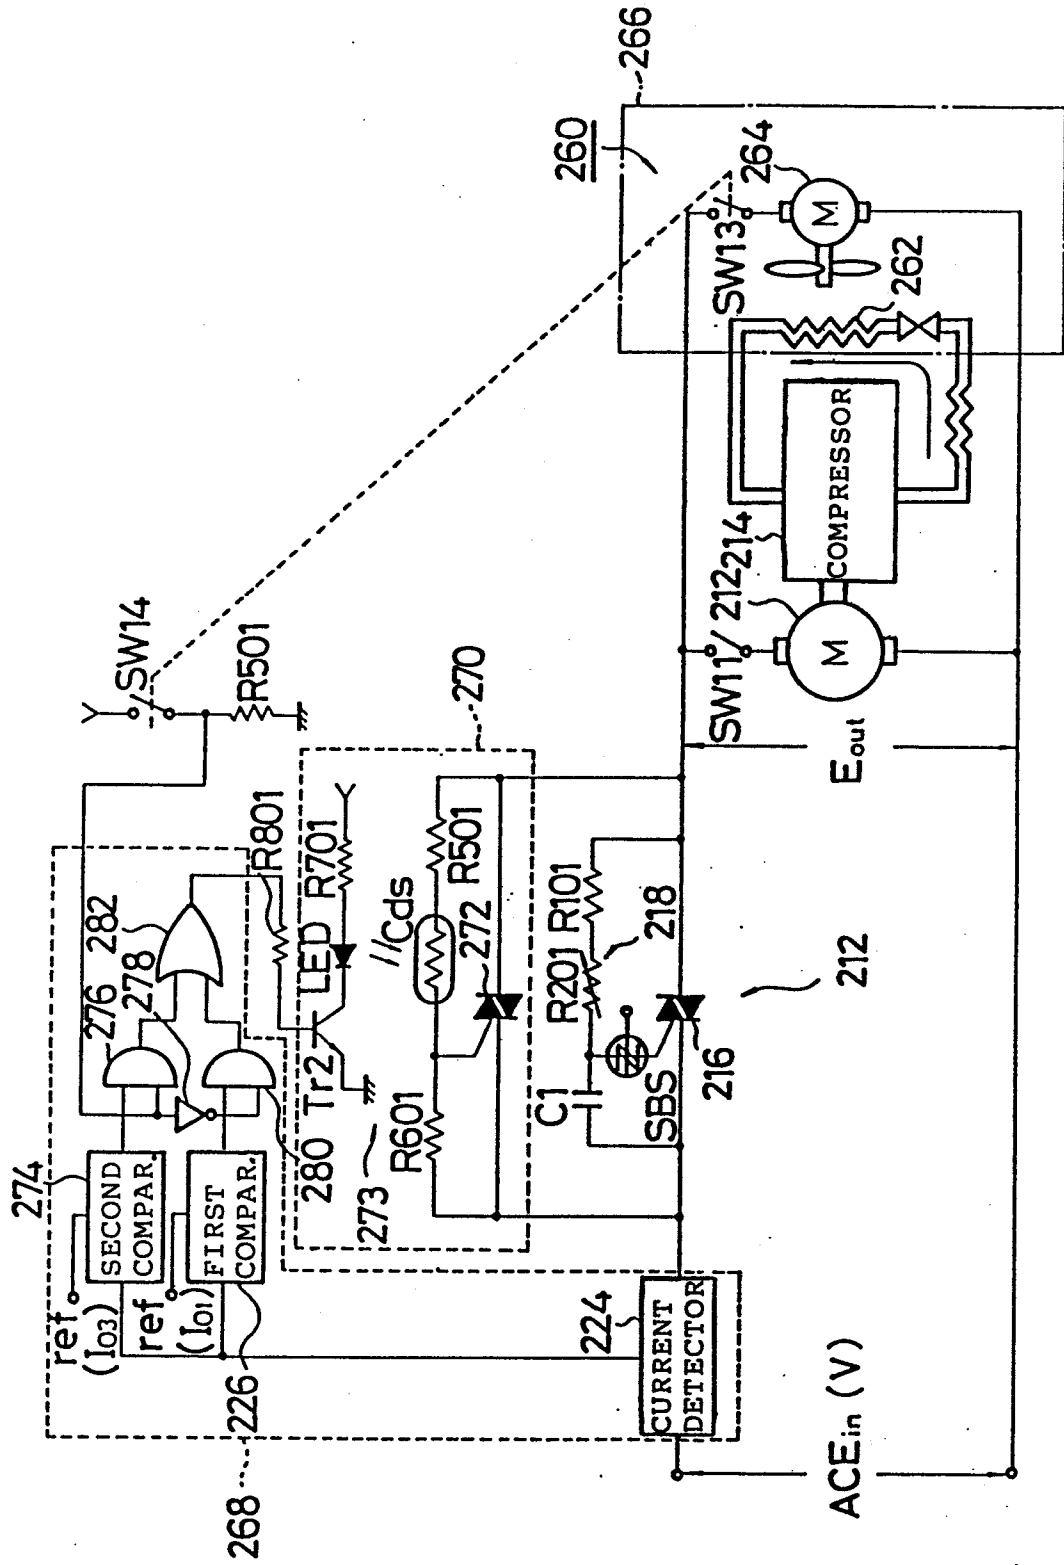 274
ref
(I03)
SECOND
COMPAR.
ref
(I01)
FIRST
COMPAR.
226
268
276
278
282
280
SW14
R501
R801
Tr2
LED
R701
273
270
R601
Cds
R501
272
C1
R201
R101
218
SBS
216
212
224
CURRENT
DETECTOR
ACEin (V)
Eout
SW11
212
M
214
COMPRESSOR
SW13
262
264
M
260
266